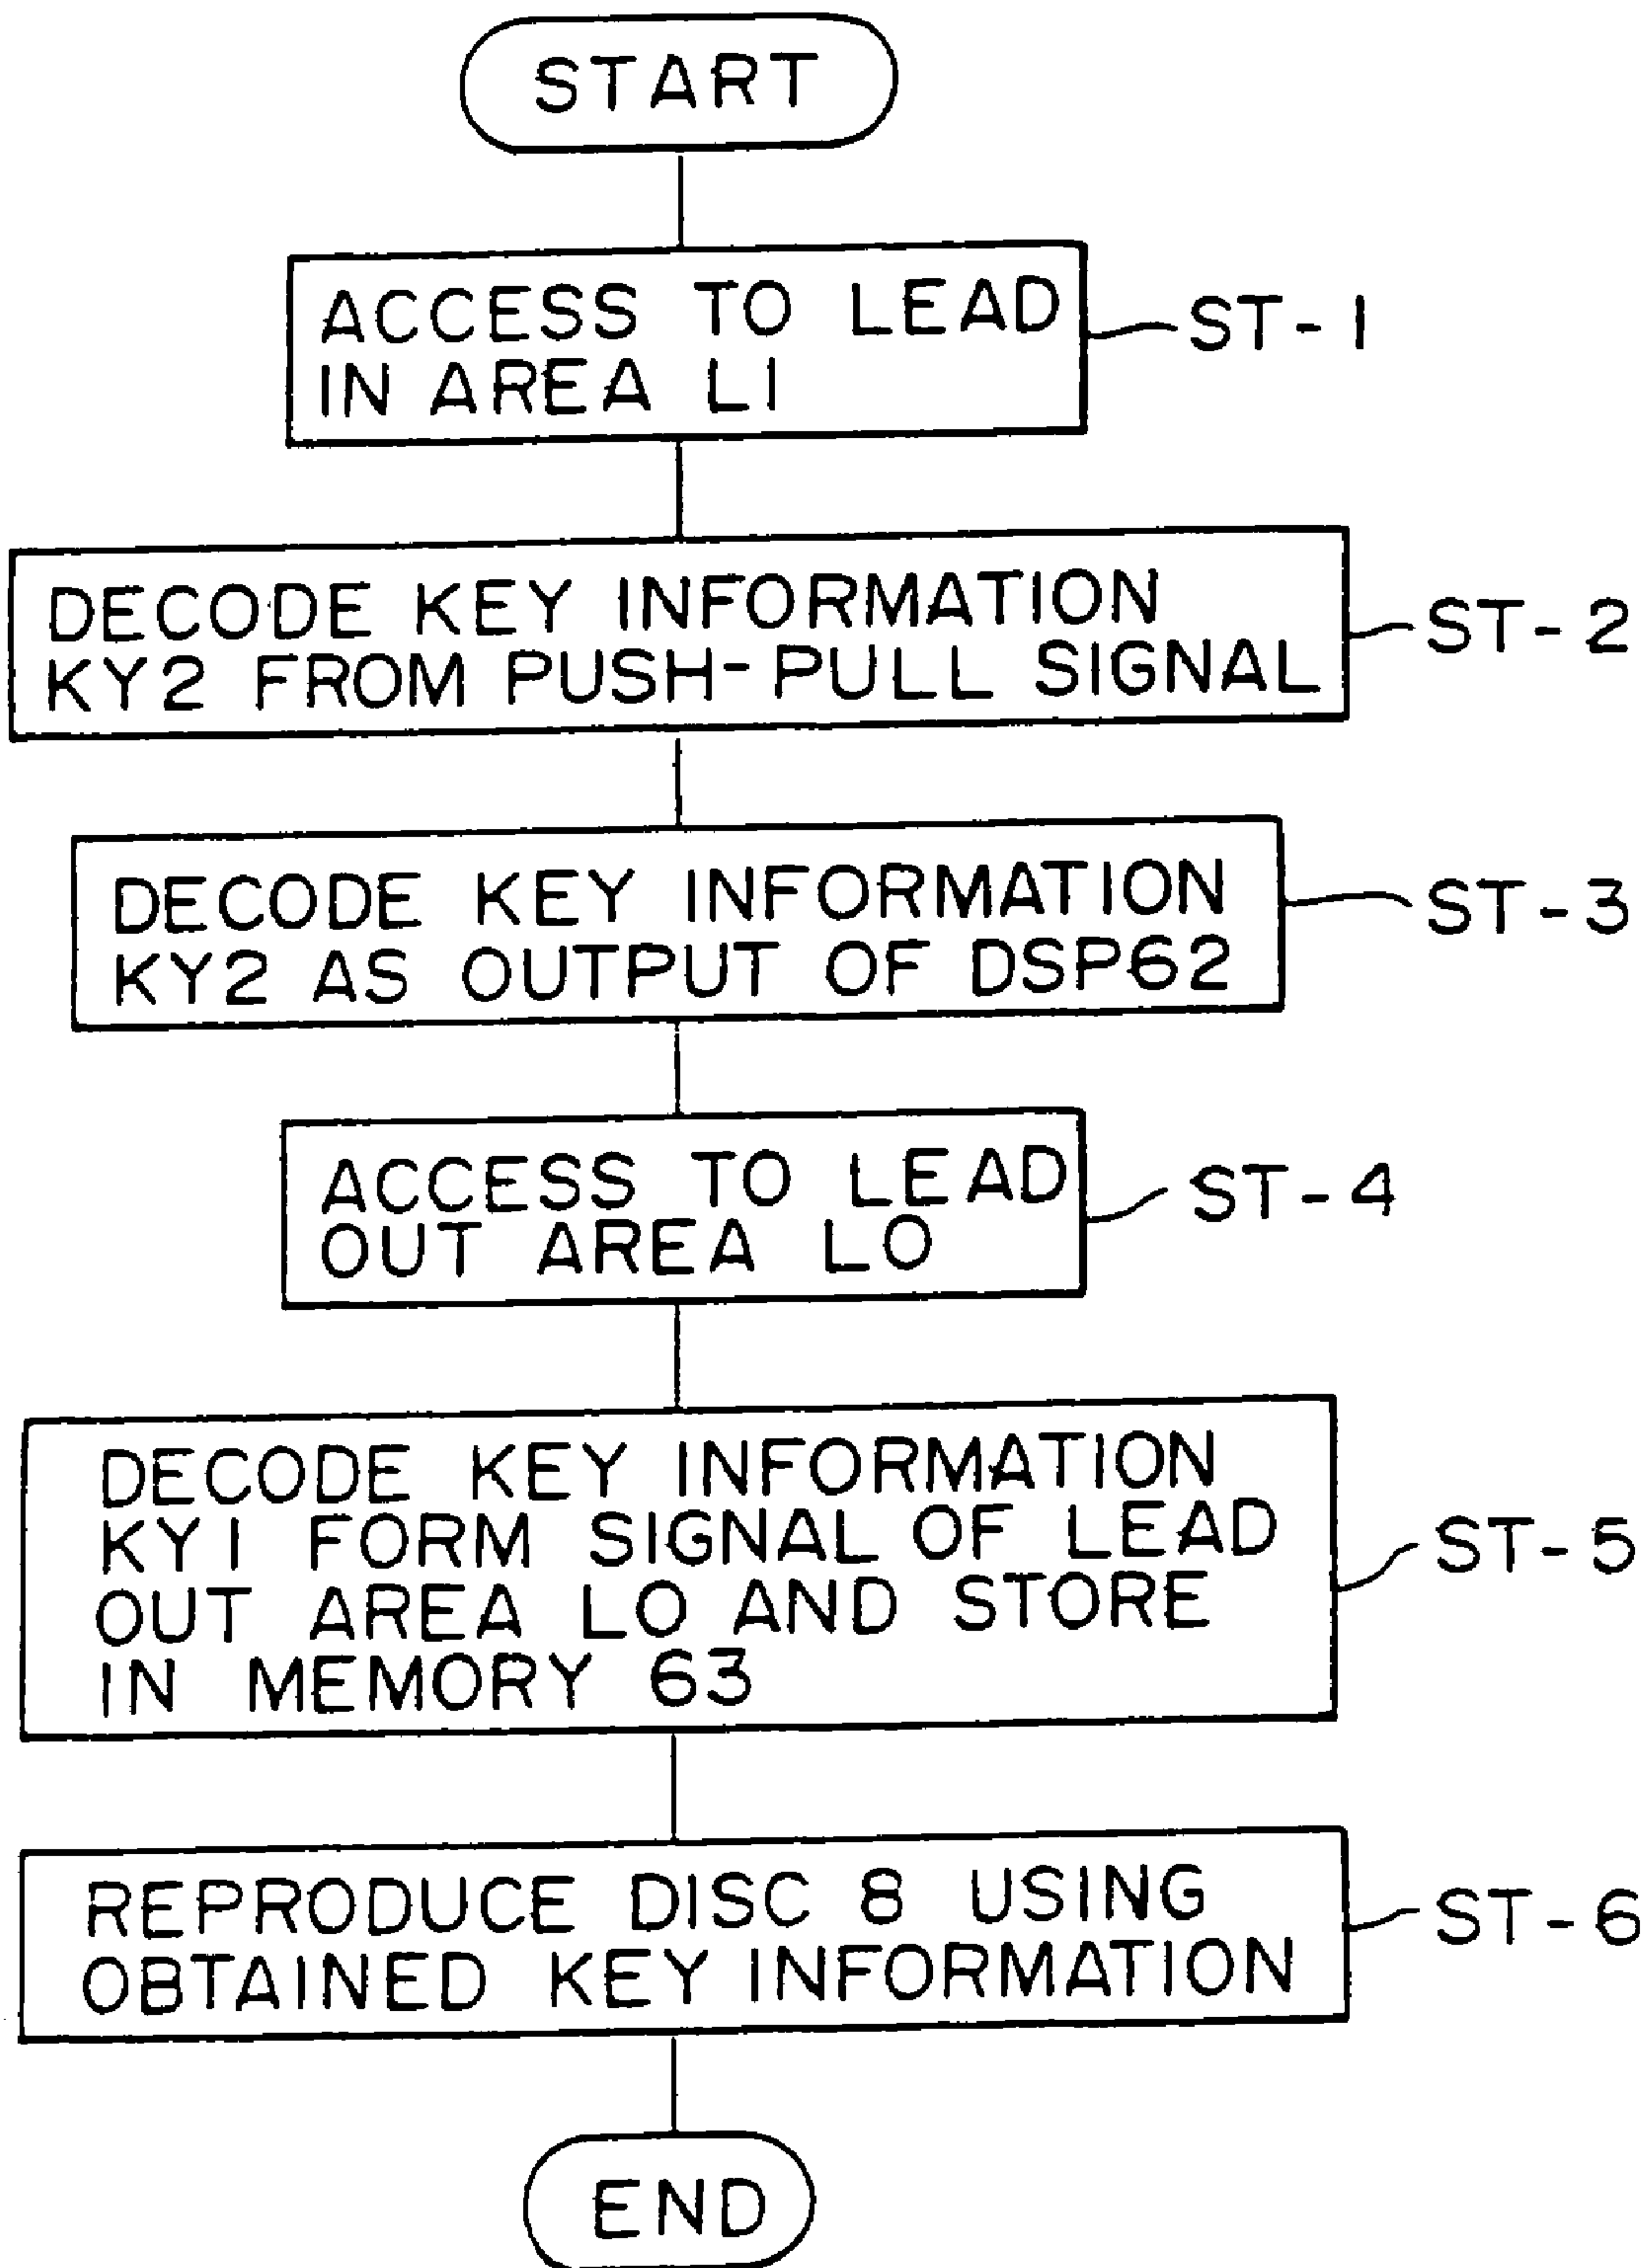 START
ACCESS TO LEAD
IN AREA LI
ST-1
DECODE KEY INFORMATION
KY2 FROM PUSH-PULL SIGNAL
ST-2
DECODE KEY INFORMATION
KY2 AS OUTPUT OF DSP62
ST-3
ACCESS TO LEAD
OUT AREA LO
ST-4
DECODE KEY INFORMATION
KY1 FORM SIGNAL OF LEAD
OUT AREA LO AND STORE
IN MEMORY 63
ST-5
REPRODUCE DISC 8 USING
OBTAINED KEY INFORMATION
ST-6
END